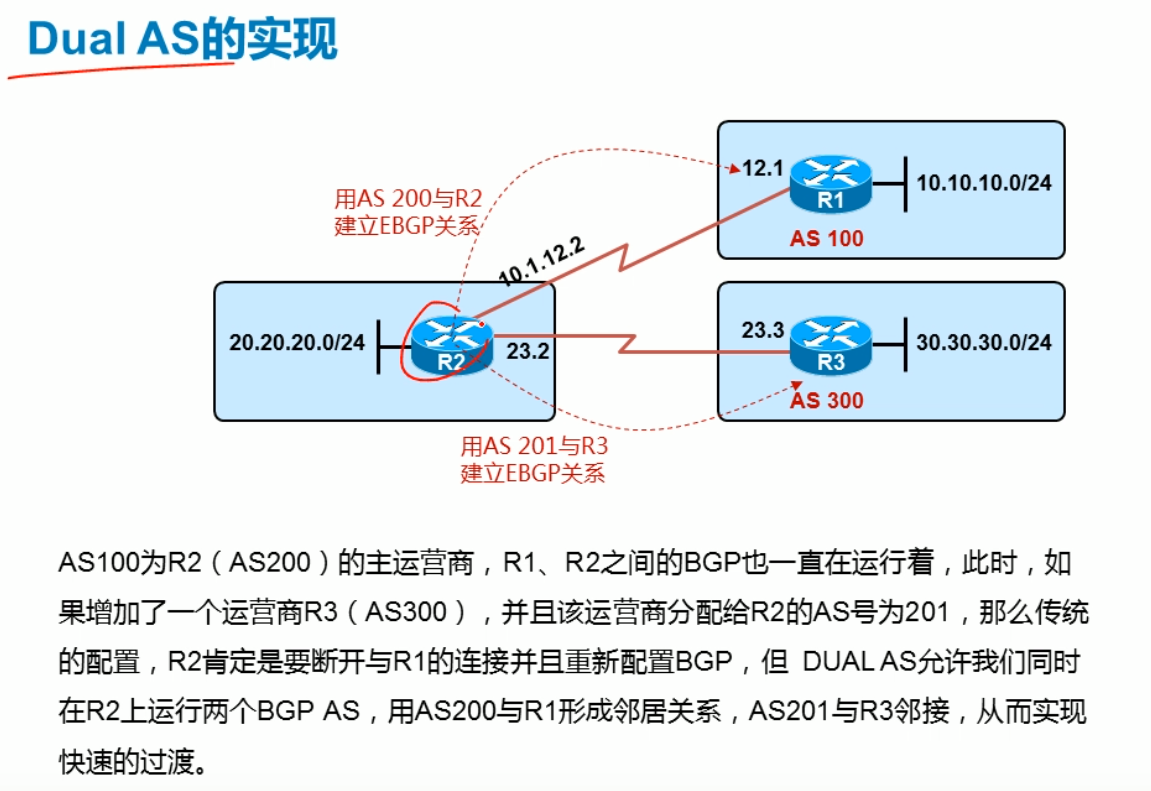 Dual AS的实现
12.1
R1
10.10.10.0/24
AS 100
用AS 200与R2
建立EBGP关系
10.1.12.2
20.20.20.0/24
R2
23.2
23.3
R3
30.30.30.0/24
AS 300
用AS 201与R3
建立EBGP关系
AS100为R2（AS200）的主运营商，R1、R2之间的BGP也一直在运行着，此时，如
果增加了一个运营商R3（AS300），并且该运营商分配给R2的AS号为201，那么传统
的配置，R2肯定是要断开与R1的连接并且重新配置BGP，但 DUAL AS允许我们同时
在R2上运行两个BGP AS，用AS200与R1形成邻居关系，AS201与R3邻接，从而实现
快速的过渡。